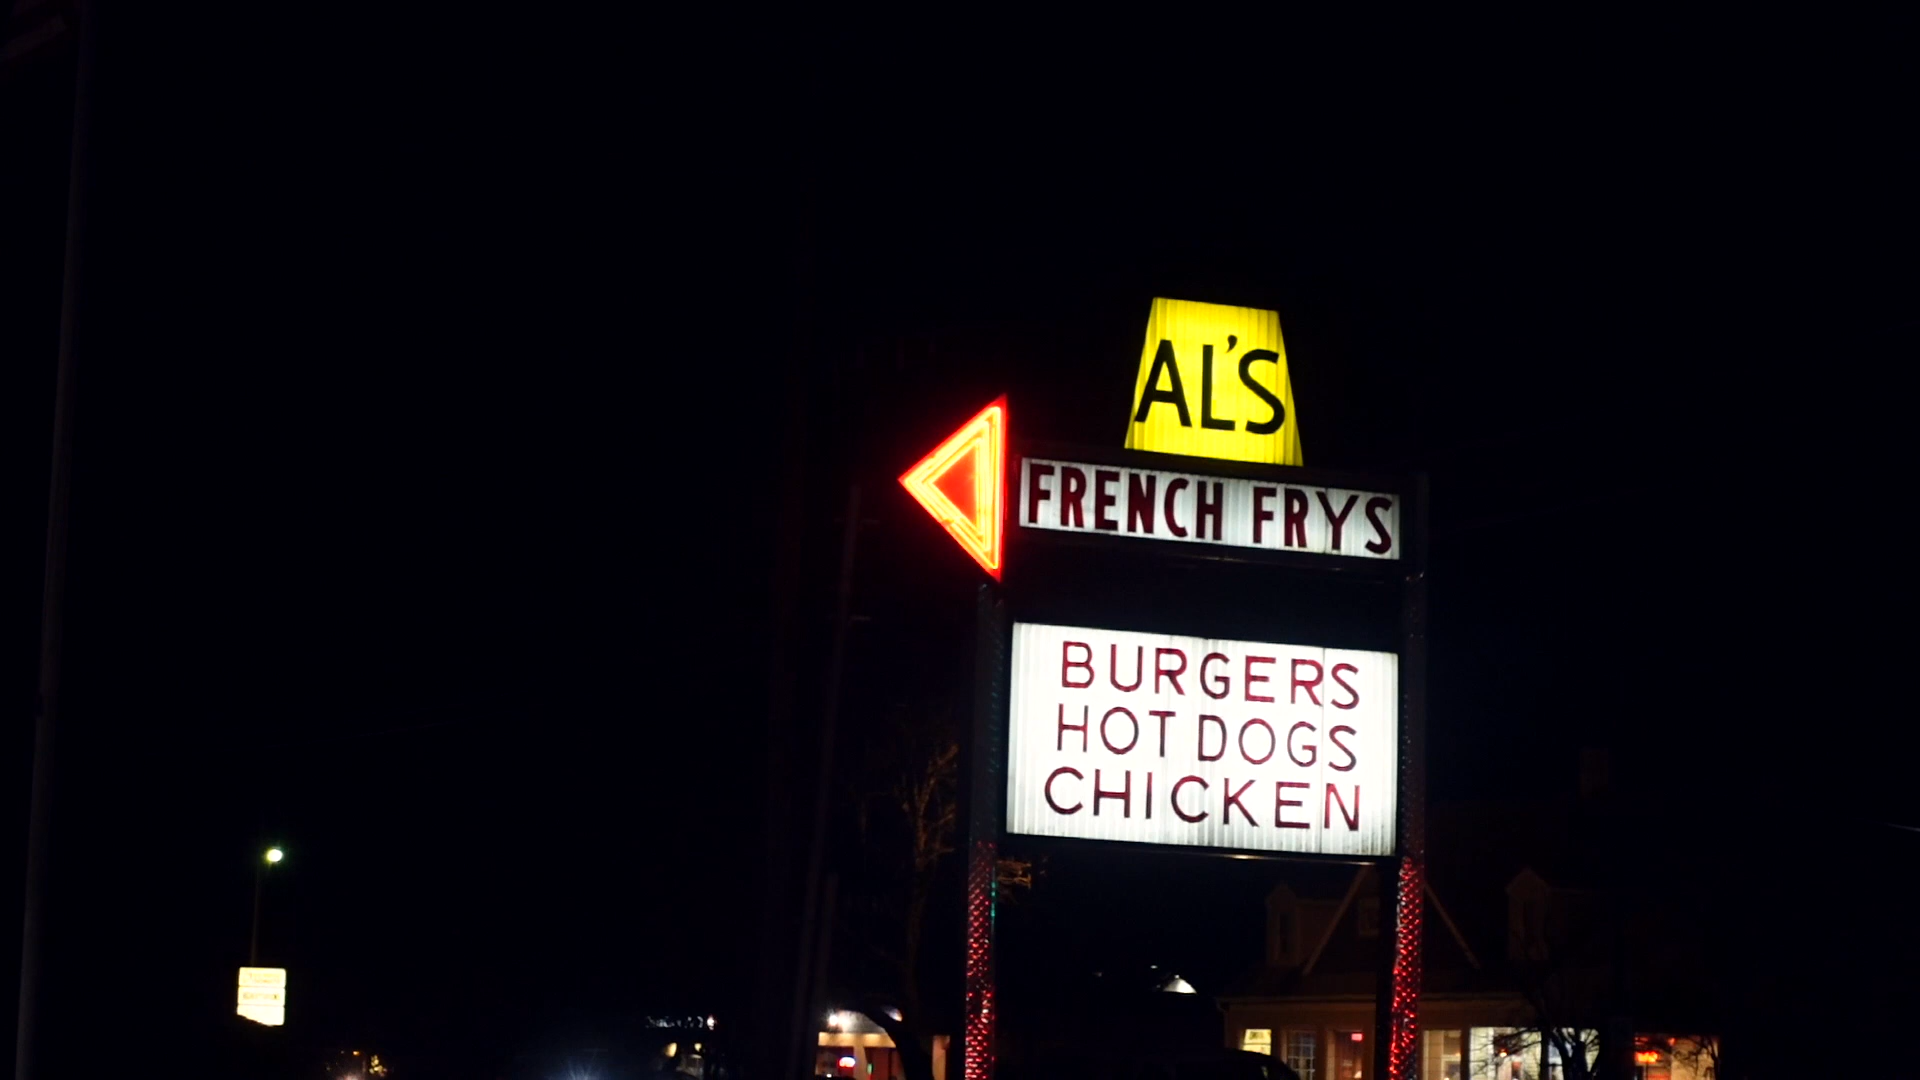 AL'S
FRENCH FRYS
BURGERS
HOT DOGS
CHICKEN